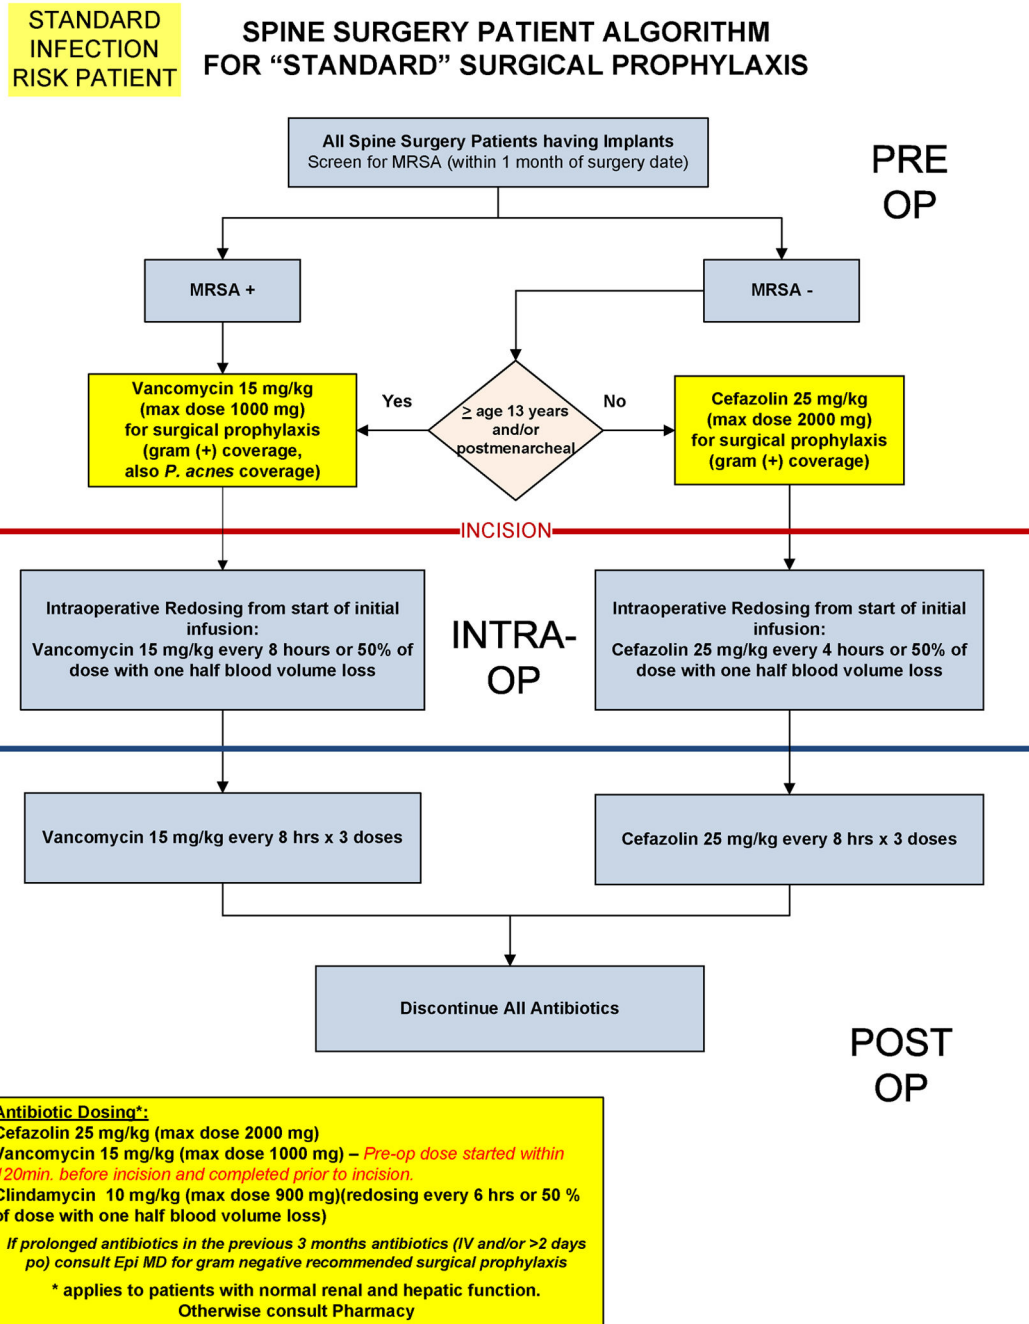 STANDARD
INFECTION
RISK PATIENT
SPINE SURGERY PATIENT ALGORITHM
FOR “STANDARD” SURGICAL PROPHYLAXIS
All Spine Surgery Patients having Implants
Screen for MRSA (within 1 month of surgery date)
PRE
OP
MRSA +
MRSA -
Vancomycin 15 mg/kg
(max dose 1000 mg)
for surgical prophylaxis
(gram (+) coverage,
also P. acnes coverage)
Yes
≥ age 13 years
and/or
postmenarcheal
No
Cefazolin 25 mg/kg
(max dose 2000 mg)
for surgical prophylaxis
(gram (+) coverage)
INCISION
Intraoperative Redosing from start of initial
infusion:
Vancomycin 15 mg/kg every 8 hours or 50% of
dose with one half blood volume loss
INTRA-
OP
Intraoperative Redosing from start of initial
infusion:
Cefazolin 25 mg/kg every 4 hours or 50% of
dose with one half blood volume loss
Vancomycin 15 mg/kg every 8 hrs x 3 doses
Cefazolin 25 mg/kg every 8 hrs x 3 doses
Discontinue All Antibiotics
POST
OP
Antibiotic Dosing*:
Cefazolin 25 mg/kg (max dose 2000 mg)
Vancomycin 15 mg/kg (max dose 1000 mg) – Pre-op dose started within
120min. before incision and completed prior to incision.
Clindamycin 10 mg/kg (max dose 900 mg)(redosing every 6 hrs or 50 %
of dose with one half blood volume loss)
If prolonged antibiotics in the previous 3 months antibiotics (IV and/or >2 days
po) consult Epi MD for gram negative recommended surgical prophylaxis
* applies to patients with normal renal and hepatic function.
Otherwise consult Pharmacy